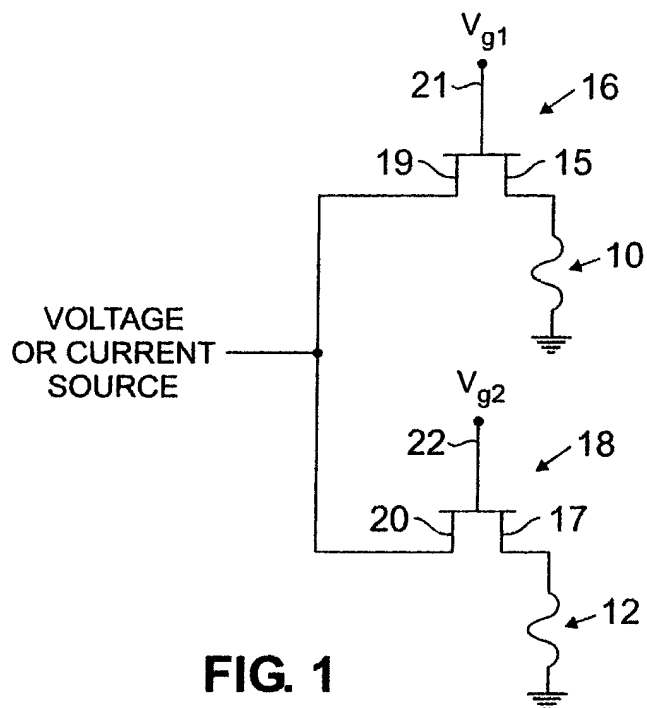 Vg1
21
16
19
15
10
VOLTAGE
OR CURRENT
SOURCE
Vg2
22
18
20
17
12
FIG. 1